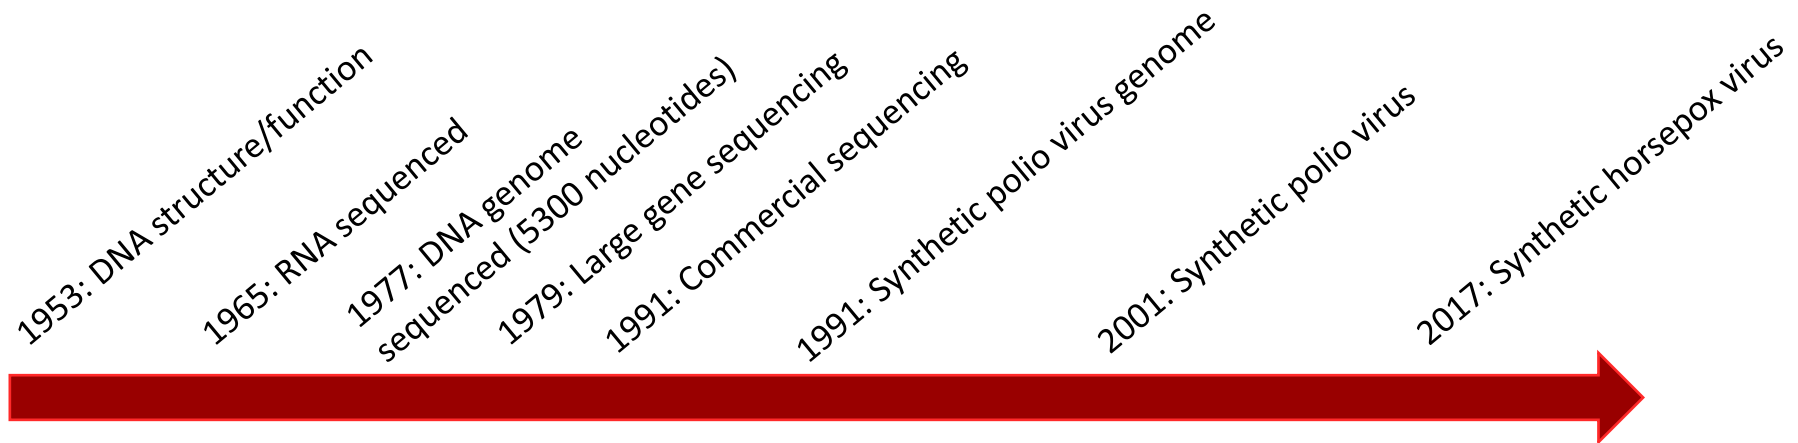 1953: DNA structure/function
1965: RNA sequenced
1977: DNA genome
sequenced (5300 nucleotides)
1979: Large gene sequencing
1991: Commercial sequencing
1991: Synthetic polio virus genome
2001: Synthetic polio virus
2017: Synthetic horsepox virus